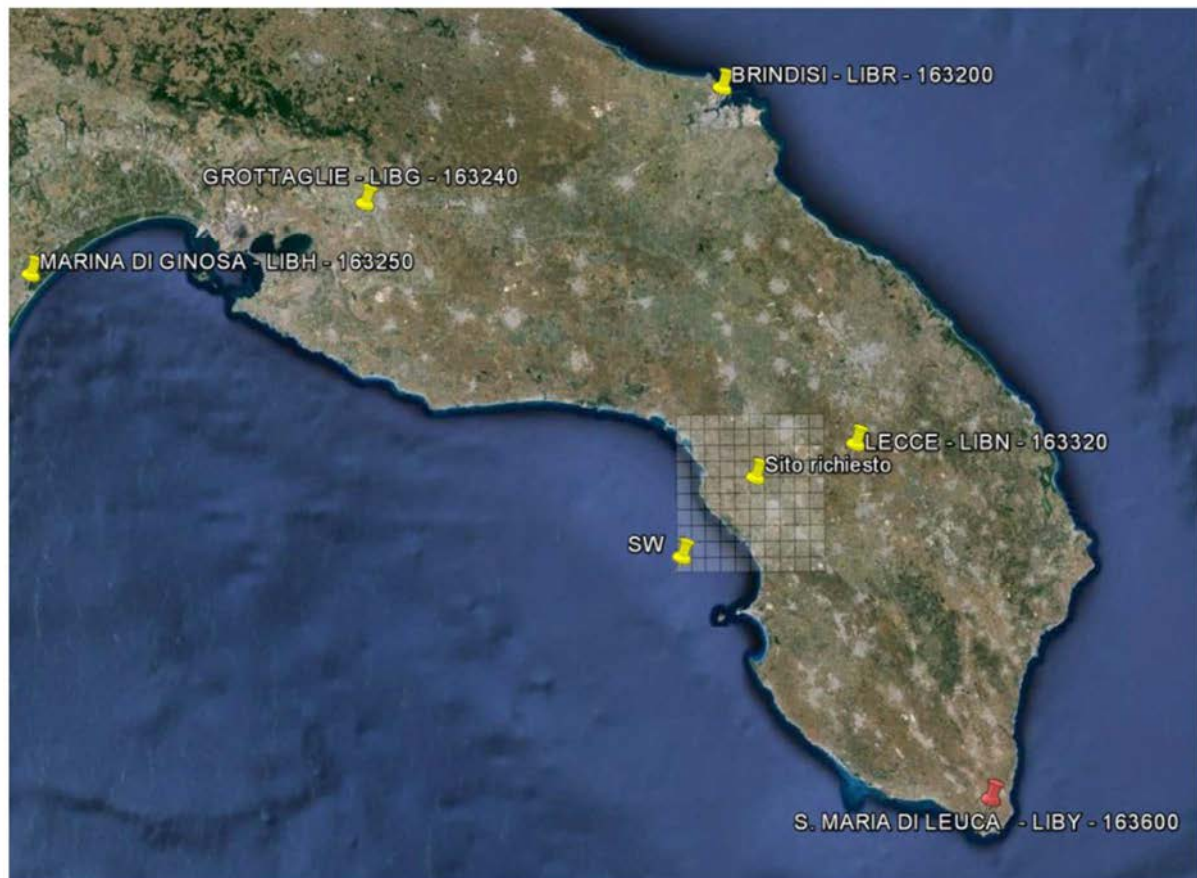 BRINDISI - LIBR - 163200
GROTTAGLIE - LIBG - 163240
MARINA DI GINOSA - LIBH - 163250
LECCE - LIBN - 163320
Sito richiesto
SW
S. MARIA DI LEUCA - LIBY - 163600